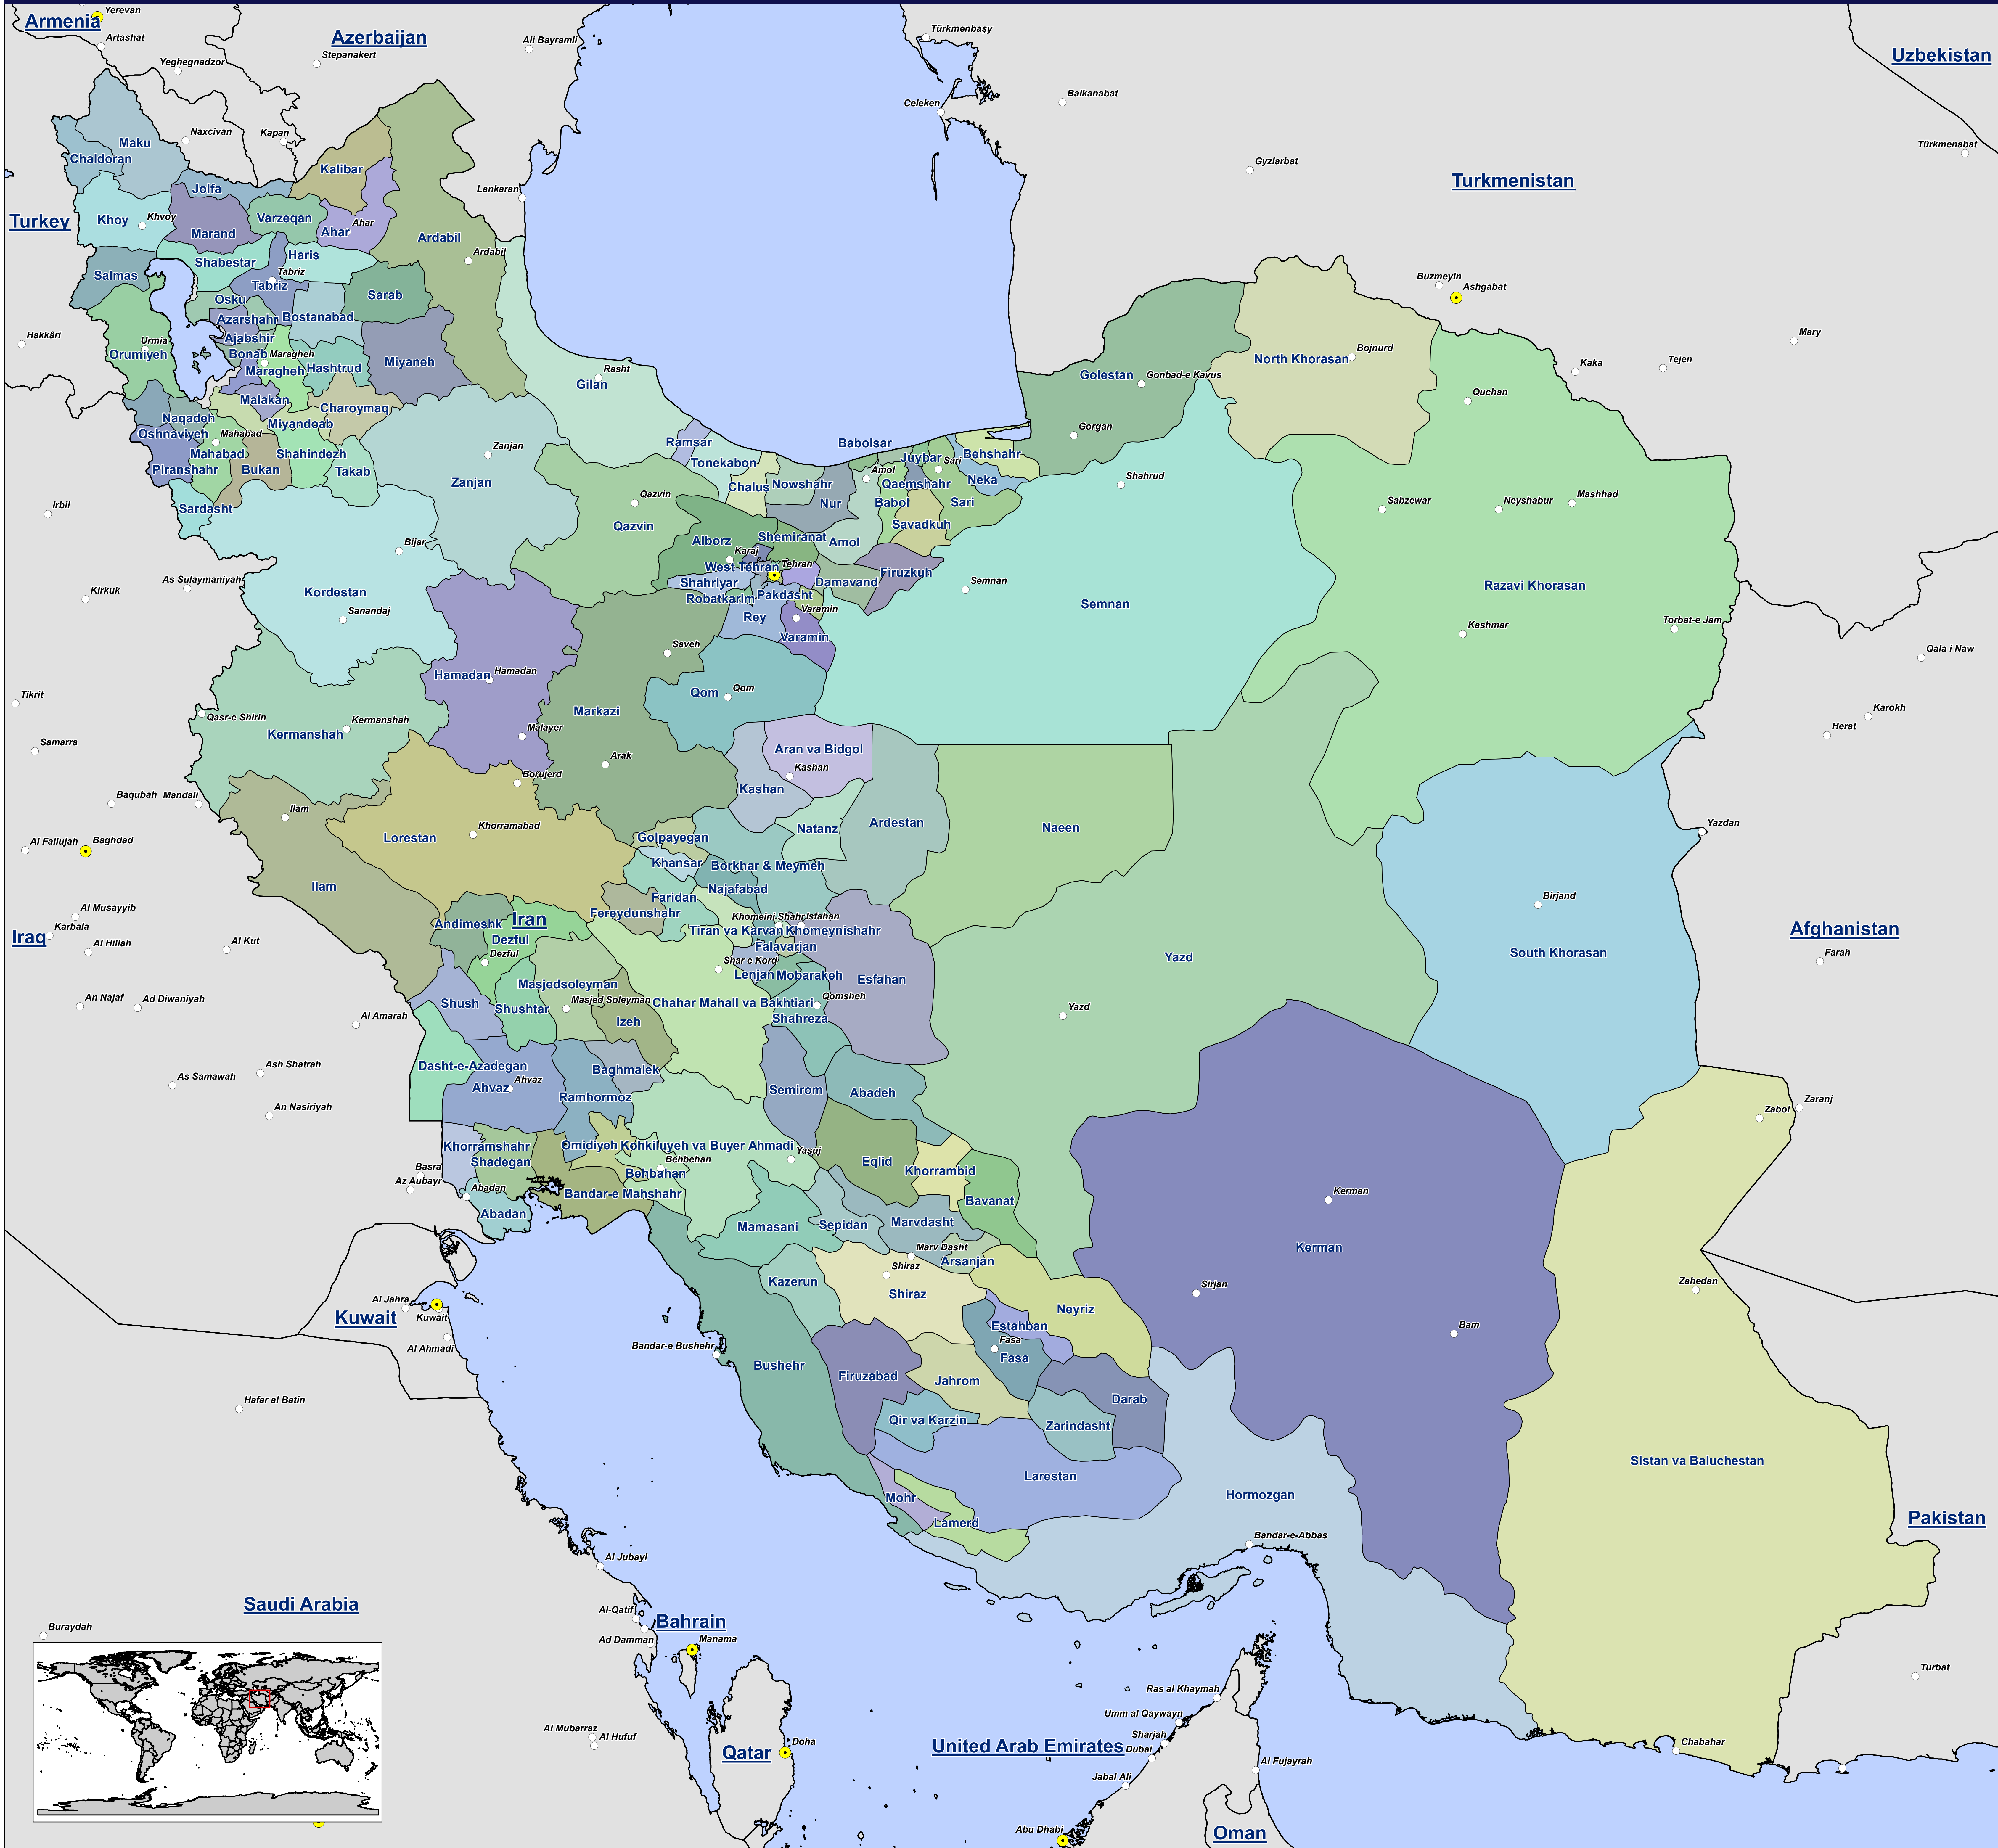 Armenia
Yerevan
Artashat
Azerbaijan
Yeghegnadzor
Stepanakert
Ali Bayramli
Türkmenbaşy
Uzbekistan
Celeken
Balkanabat
Naxcivan
Kapan
Maku
Chaldoran
Kalibar
Türkmenabat
Gyzlarbat
Turkmenistan
Jolfa
Lankaran
Turkey
Khoy
Khvoy
Varzeqan
Ahar
Ahar
Marand
Ardabil
Ardabil
Shabestar
Haris
Salmas
Tabriz
Tabriz
Sarab
Osku
Buzmeyin
Ashgabat
Azarshahr
Bostanabad
Hakkâri
Urmia
Orumiyeh
Ajabshir
Bonab
Maragheh
Maragheh
Hashtrud
Miyaneh
Mary
Kaka
Tejen
North Khorasan
Bojnurd
Golestan
Gonbad-e Kavus
Rasht
Gilan
Quchan
Malakan
Charoymaq
Naqadeh
Miyandoab
Oshnaviyeh
Mahabad
Mahabad
Gorgan
Ramsar
Babolsar
Zanjan
Zanjan
Shahindezh
Piranshahr
Bukan
Takab
Tonekabon
Juybar
Sari
Behshahr
Amol
Shahrud
Chalus
Nowshahr
Qaemshahr
Neka
Qazvin
Nur
Babol
Sari
Sabzewar
Neyshabur
Mashhad
Irbil
Sardasht
Qazvin
Savadkuh
Alborz
Shemiranat
Amol
Bijar
Karaj
West Tehran
Tehran
Firuzkuh
Kirkuk
As Sulaymaniyah
Kordestan
Shahriyar
Damavand
Semnan
Razavi Khorasan
Robatkarim
Pakdasht
Semnan
Sanandaj
Rey
Varamin
Varamin
Kashmar
Torbat-e Jam
Saveh
Qala i Naw
Hamadan
Hamadan
Tikrit
Qom
Qom
Qasr-e Shirin
Kermanshah
Kermanshah
Markazi
Karokh
Herat
Samarra
Malayer
Aran va Bidgol
Arak
Kashan
Borujerd
Kashan
Baqubah
Mandali
Ilam
Khorramabad
Lorestan
Golpayegan
Natanz
Ardestan
Naeen
Yazdan
Al Fallujah
Baghdad
Khansar
Borkhar & Meymeh
Ilam
Najafabad
Faridan
Birjand
Al Musayyib
Fereydunshahr
Khomeini Shahr
Isfahan
Karbala
Iraq
Al Hillah
Al Kut
Andimeshk
Iran
Dezful
Tiran va Karvan
Khomeynishahr
Afghanistan
Falavarjan
Dezful
Shar e Kord
Lenjan
Mobarakeh
Esfahan
Yazd
South Khorasan
Farah
Masjedsoleyman
An Najaf
Ad Diwaniyah
Shush
Shushtar
Masjed Soleyman
Chahar Mahall va Bakhtiari
Qomsheh
Shahreza
Yazd
Al Amarah
Izeh
Dasht-e-Azadegan
Baghmalek
Ash Shatrah
As Samawah
Ahvaz
Ahvaz
Ramhormoz
Semirom
Abadeh
An Nasiriyah
Zabol
Zaranj
Khorramshahr
Omidiyeh
Kohkiluyeh va Buyer Ahmadi
Yasuj
Shadegan
Basra
Behbehan
Behbahan
Eqlid
Khorrambid
Az Aubayr
Abadan
Bandar-e Mahshahr
Bavanat
Kerman
Abadan
Mamasani
Sepidan
Marvdasht
Kerman
Marv Dasht
Arsanjan
Shiraz
Kazerun
Shiraz
Sirjan
Zahedan
Al Jahra
Kuwait
Kuwait
Neyriz
Estahban
Bam
Al Ahmadi
Bandar-e Bushehr
Fasa
Fasa
Bushehr
Firuzabad
Jahrom
Hafar al Batin
Darab
Qir va Karzin
Zarindasht
Sistan va Baluchestan
Larestan
Mohr
Hormozgan
Lamerd
Pakistan
Bandar-e-Abbas
Al Jubayl
Saudi Arabia
Al-Qatif
Bahrain
Buraydah
Ad Damman
Manama
Turbat
Ras al Khaymah
Umm al Qaywayn
Al Mubarraz
Al Hufuf
Sharjah
Doha
Qatar
United Arab Emirates
Dubai
Chabahar
Al Fujayrah
Jabal Ali
Abu Dhabi
Oman